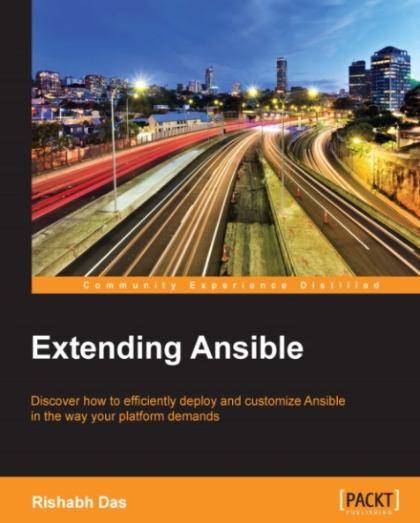 Community Experience Distilled
Extending Ansible
Discover how to efficiently deploy and customize Ansible
in the way your platform demands
Rishabh Das
[PACKT]
PUBLISHING